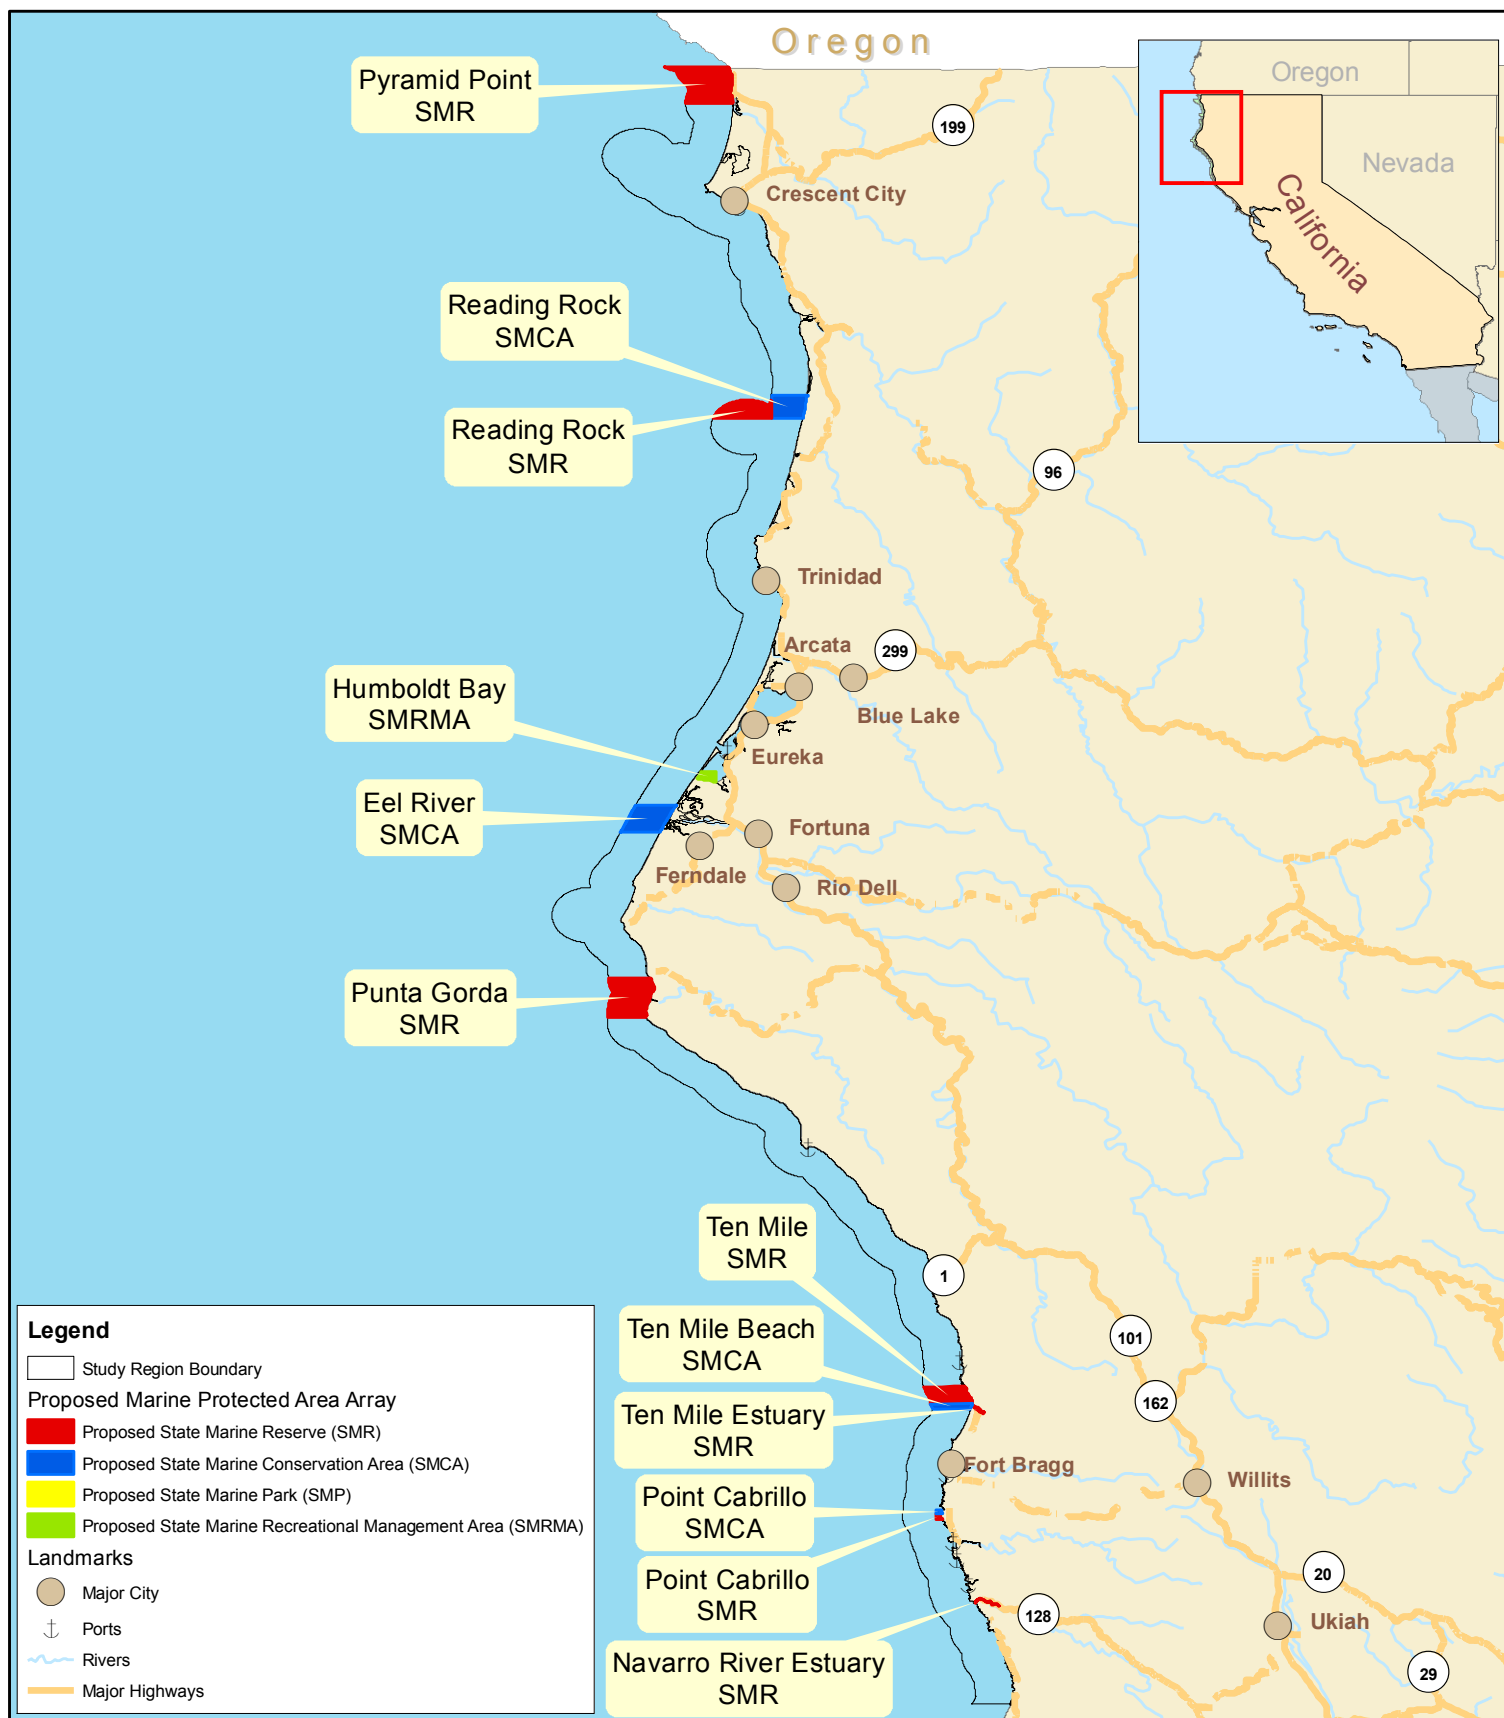 Oregon
Pyramid Point
SMR
199
Crescent City
Reading Rock
SMCA
Reading Rock
SMR
96
Trinidad
Arcata
299
Blue Lake
Humboldt Bay
SMRMA
Eureka
Eel River
SMCA
Fortuna
Ferndale
Rio Dell
Punta Gorda
SMR
Ten Mile
SMR
1
Ten Mile Beach
SMCA
101
Ten Mile Estuary
SMR
162
Fort Bragg
Willits
Point Cabrillo
SMCA
Point Cabrillo
SMR
20
128
Ukiah
Navarro River Estuary
SMR
29
Oregon
Nevada
California
Legend
Study Region Boundary
Proposed Marine Protected Area Array
Proposed State Marine Reserve (SMR)
Proposed State Marine Conservation Area (SMCA)
Proposed State Marine Park (SMP)
Proposed State Marine Recreational Management Area (SMRMA)
Landmarks
Major City
Ports
Rivers
Major Highways